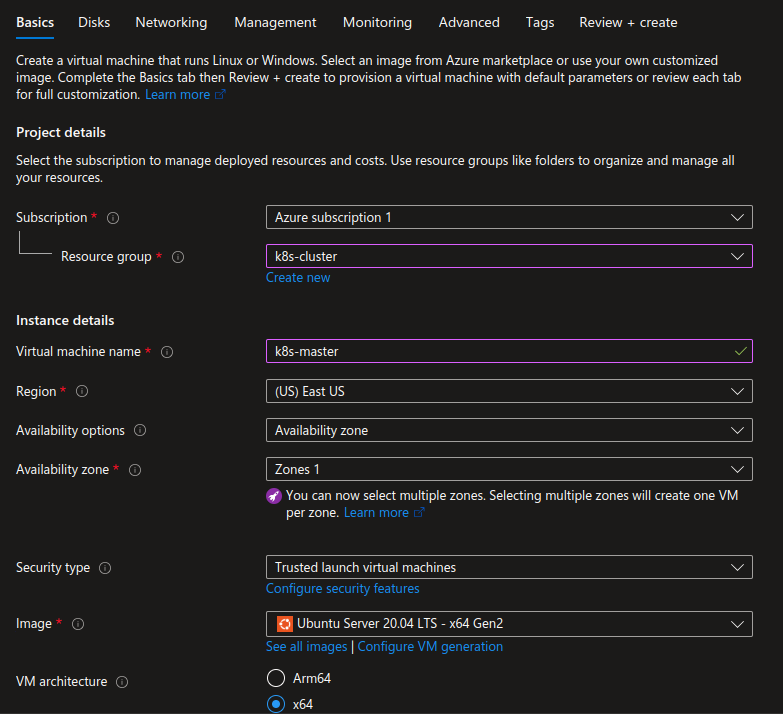 Basics Disks Networking Management Monitoring Advanced Tags Review + create
Create a virtual machine that runs Linux or Windows. Select an image from Azure marketplace or use your own customized
image. Complete the Basics tab then Review + create to provision a virtual machine with default parameters or review each tab
for full customization. Learn more
Project details
Select the subscription to manage deployed resources and costs. Use resource groups like folders to organize and manage all
your resources.
Subscription * Azure subscription 1
Resource group * k8s-cluster
Create new
Instance details
Virtual machine name * k8s-master
Region * (US) East US
Availability options Availability zone
Availability zone * Zones 1
You can now select multiple zones. Selecting multiple zones will create one VM
per zone. Learn more
Security type Trusted launch virtual machines
Configure security features
Image * Ubuntu Server 20.04 LTS - x64 Gen2
See all images | Configure VM generation
VM architecture Arm64
x64